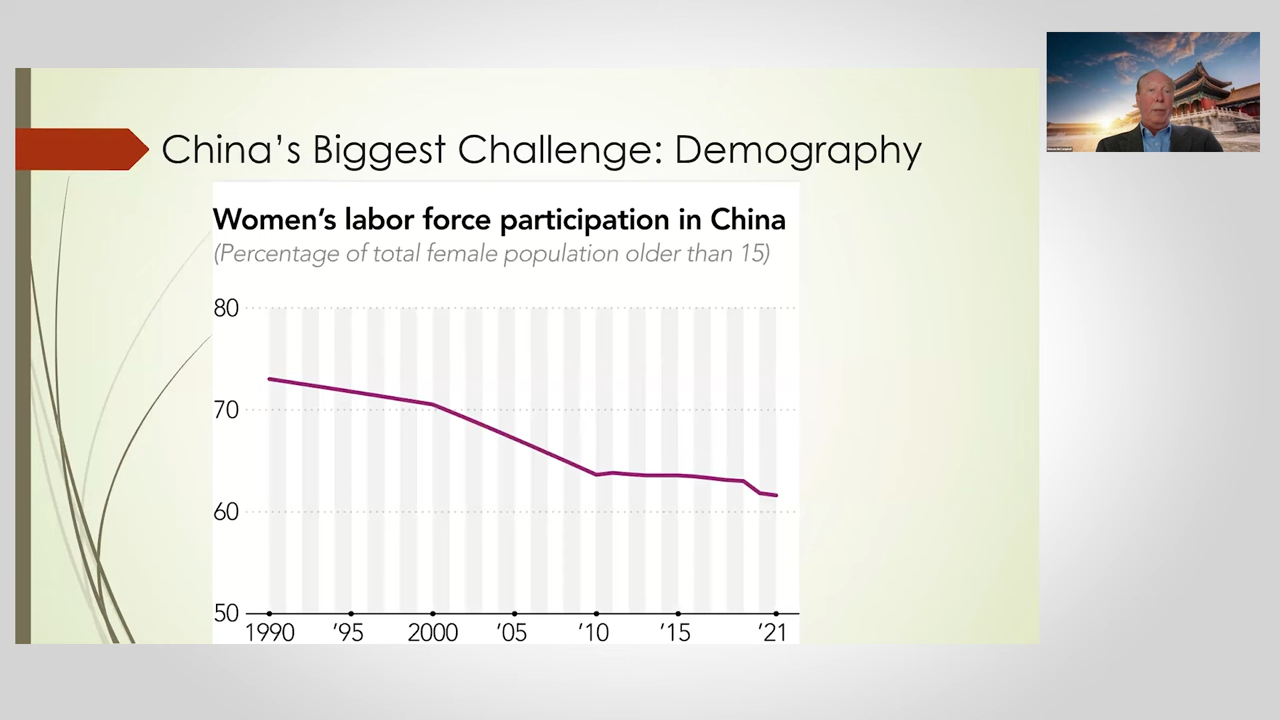 China’s Biggest Challenge: Demography
Women’s labor force participation in China
(Percentage of total female population older than 15)
80
70
60
50
1990 ’95 2000 ’05 ’10 ’15 ’21